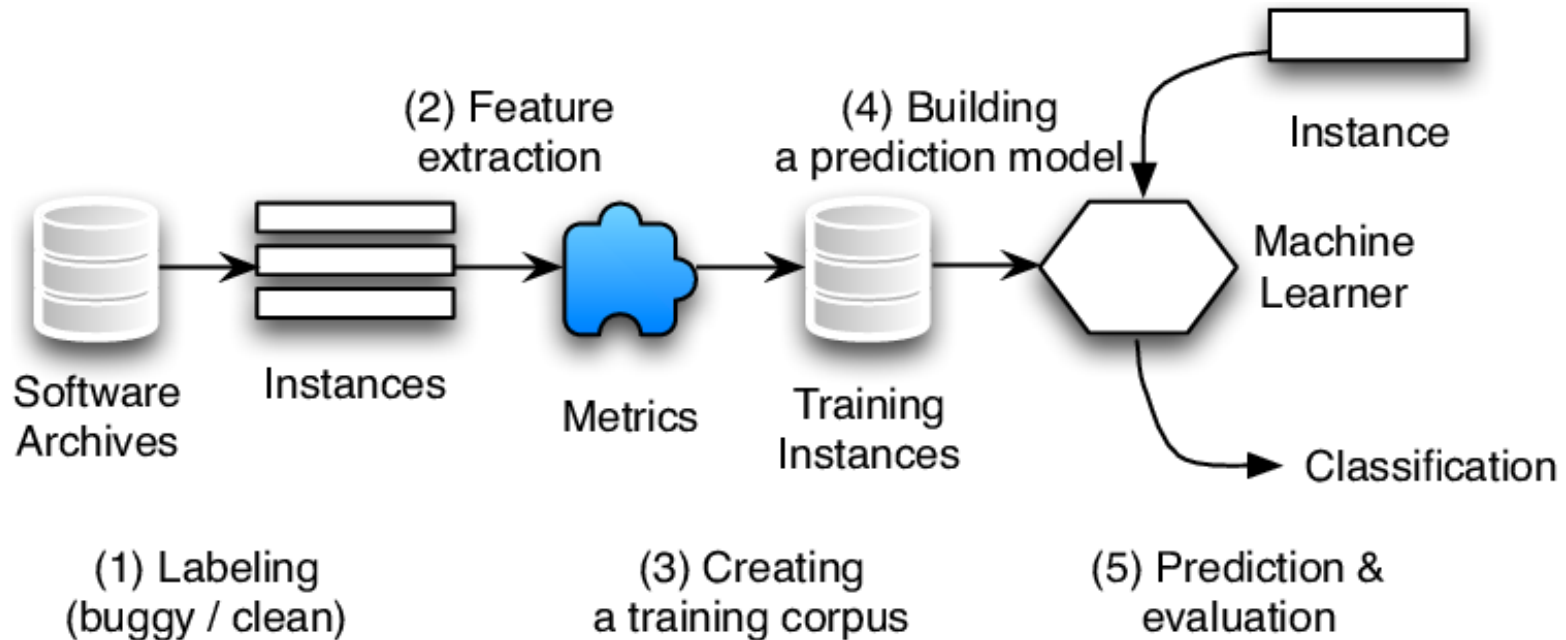 (2) Feature
extraction
(4) Building
a prediction model
Instance
Machine
Learner
Software
Archives
Instances
Metrics
Training
Instances
Classification
(1) Labeling
(buggy / clean)
(3) Creating
a training corpus
(5) Prediction &
evaluation